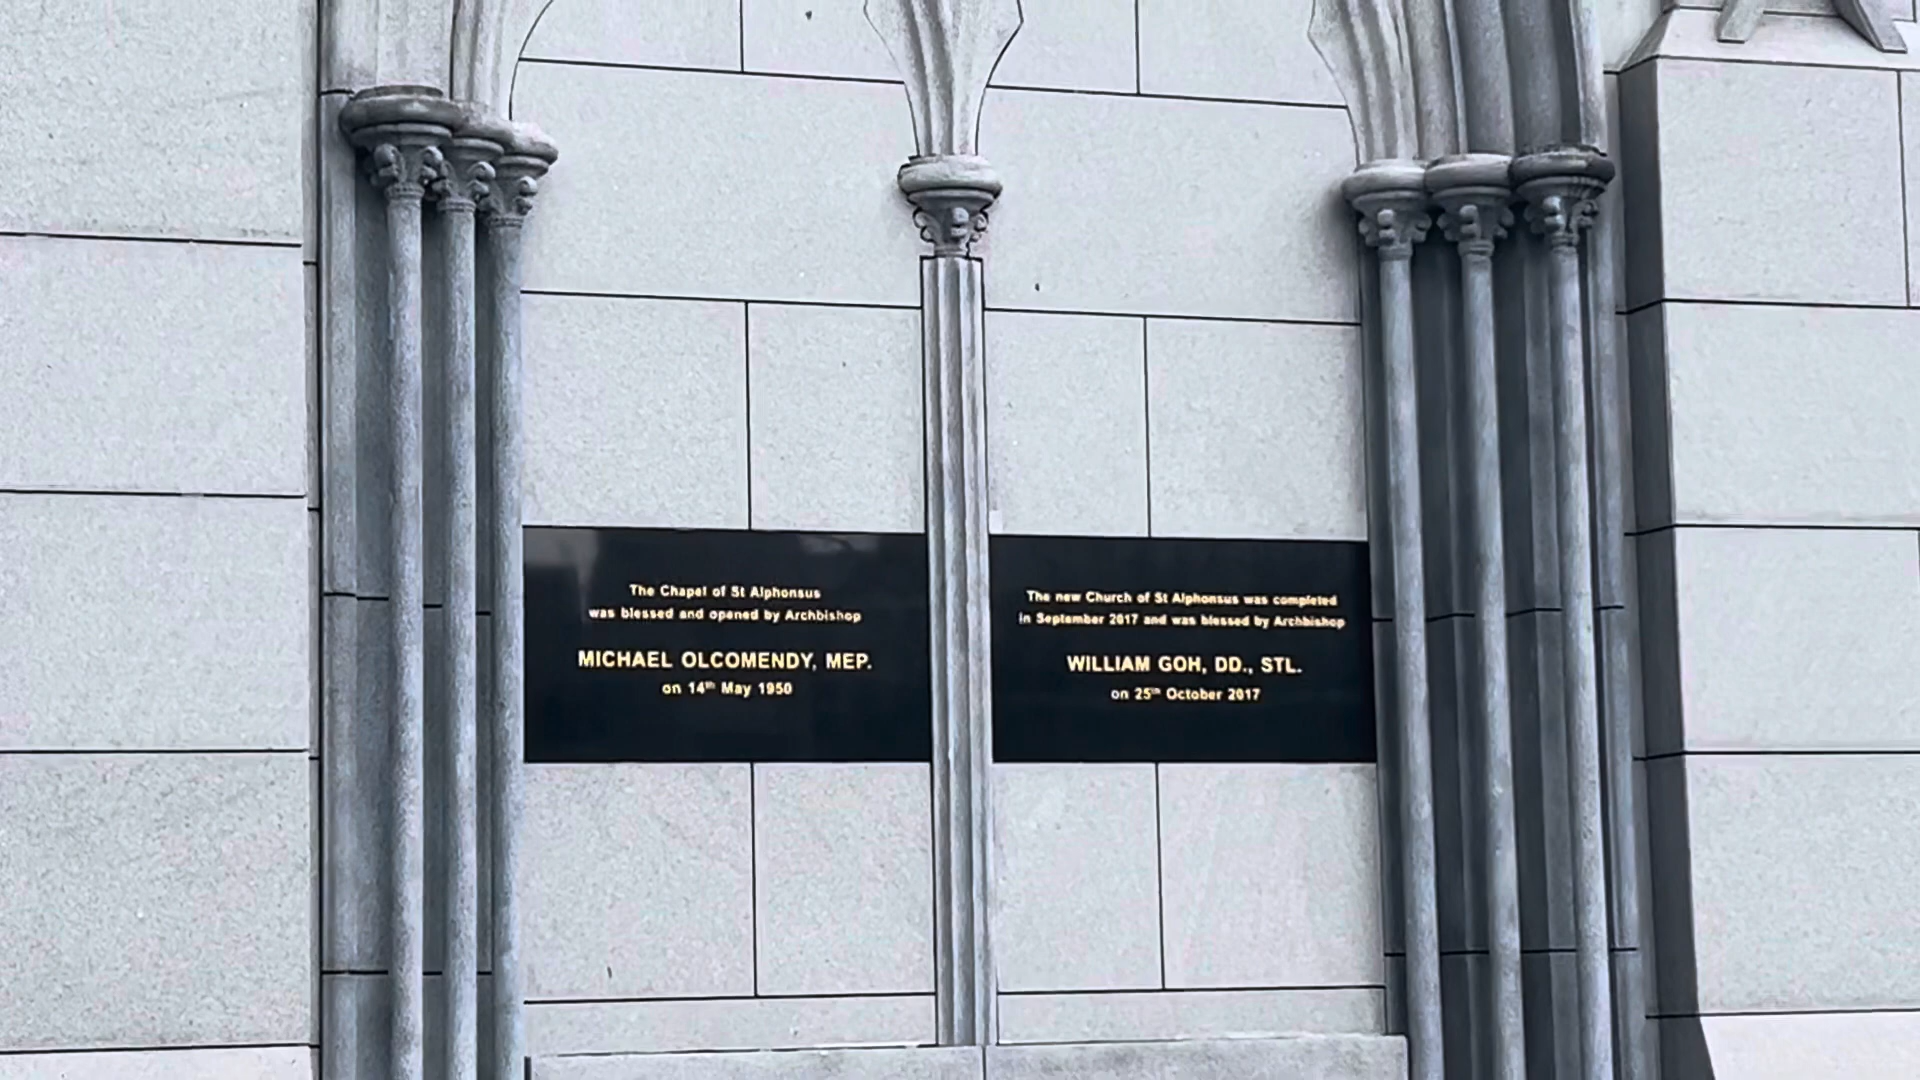 The Chapel of St Alphonsus
was blessed and opened by Archbishop
MICHAEL OLCOMENDY, MEP.
on 14th May 1950
The new Church of St Alphonsus was completed
in September 2017 and was blessed by Archbishop
WILLIAM GOH, DD., STL.
on 25th October 2017